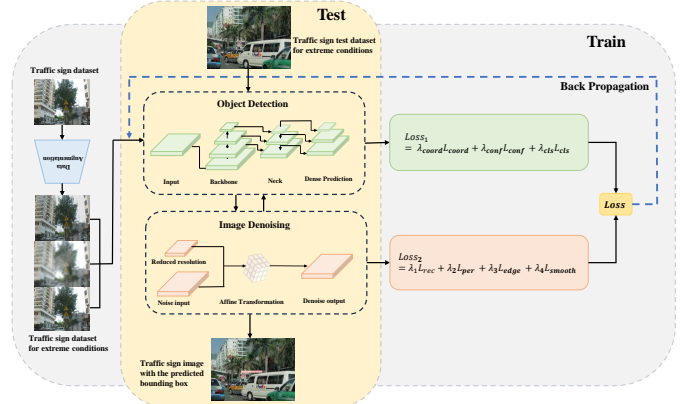 Test
Train
Traffic sign test dataset
for extreme conditions
Traffic sign dataset
Back Propagation
Object Detection
Input
Backbone
Neck
Dense Prediction
Data
Augmentation
Loss₁
= λcoordLcoord + λconfLconf + λclsLcls
Loss
Image Denoising
Reduced resolution
Noise input
Affine Transformation
Denoise output
Loss₂
= λ₁Lrec + λ₂Lper + λ₃Ledge + λ₄Lsmooth
Traffic sign dataset
for extreme conditions
Traffic sign image
with the predicted
bounding box